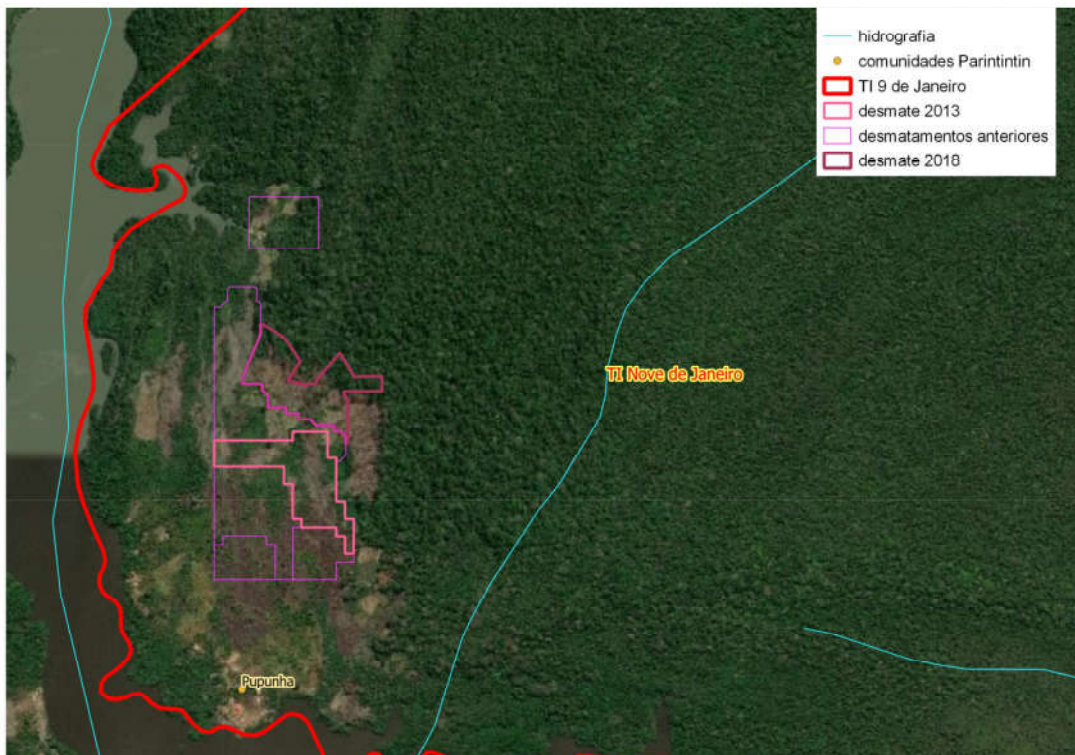 hidrografia
comunidades Parintintin
TI 9 de Janeiro
desmate 2013
desmatamentos anteriores
desmate 2018
TI Nove de Janeiro
Pupunha